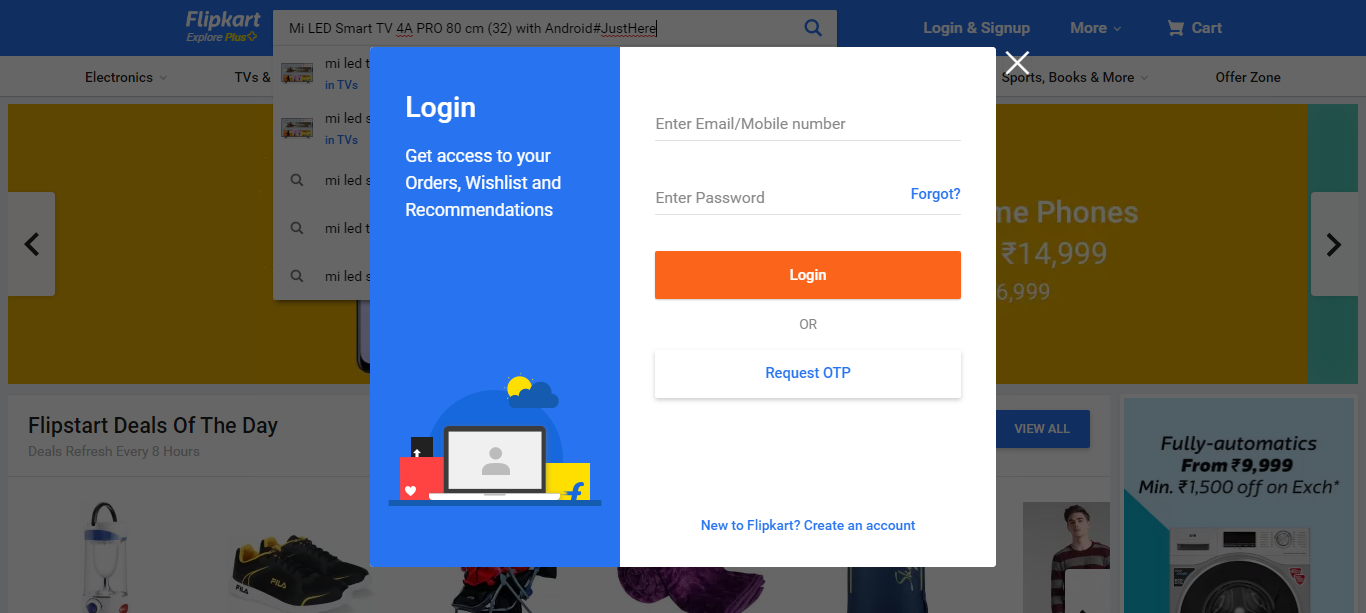 Flipkart
Explore Plus
Mi LED Smart TV 4A PRO 80 cm (32) with Android#JustHere
Login & Signup
More
Cart
Electronics
TVs &
Sports, Books & More
Offer Zone
mi led t
in TVs
mi led s
in TVs
mi led s
mi led t
mi led s
Login
Get access to your
Orders, Wishlist and
Recommendations
Enter Email/Mobile number
Enter Password
Forgot?
Login
OR
Request OTP
New to Flipkart? Create an account
me Phones
₹14,999
6,999
Flipstart Deals Of The Day
Deals Refresh Every 8 Hours
VIEW ALL
FILA
FILA
Fully-automatics
From ₹9,999
Min. ₹1,500 off on Exch*